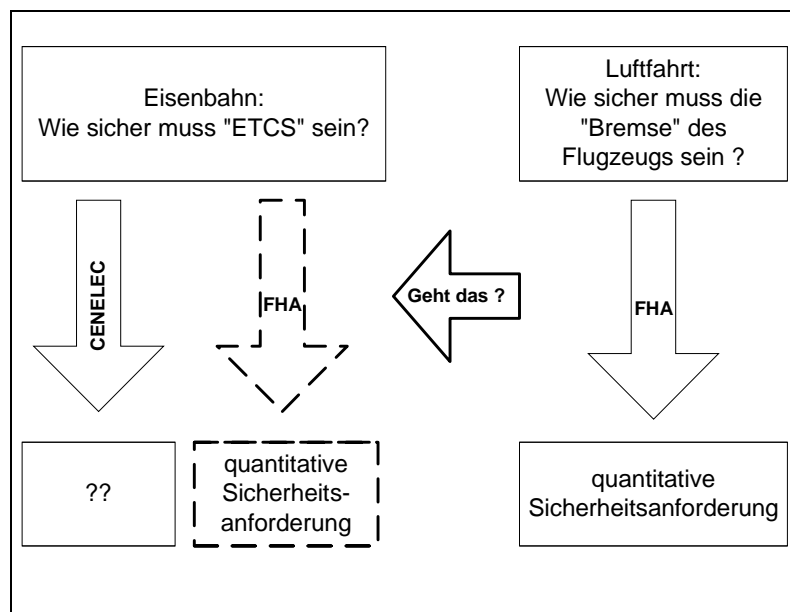 Eisenbahn:
Wie sicher muss "ETCS" sein?
Luftfahrt:
Wie sicher muss die
"Bremse" des
Flugzeugs sein ?
CENELEC
FHA
Geht das ?
FHA
??
quantitative
Sicherheits-
anforderung
quantitative
Sicherheitsanforderung